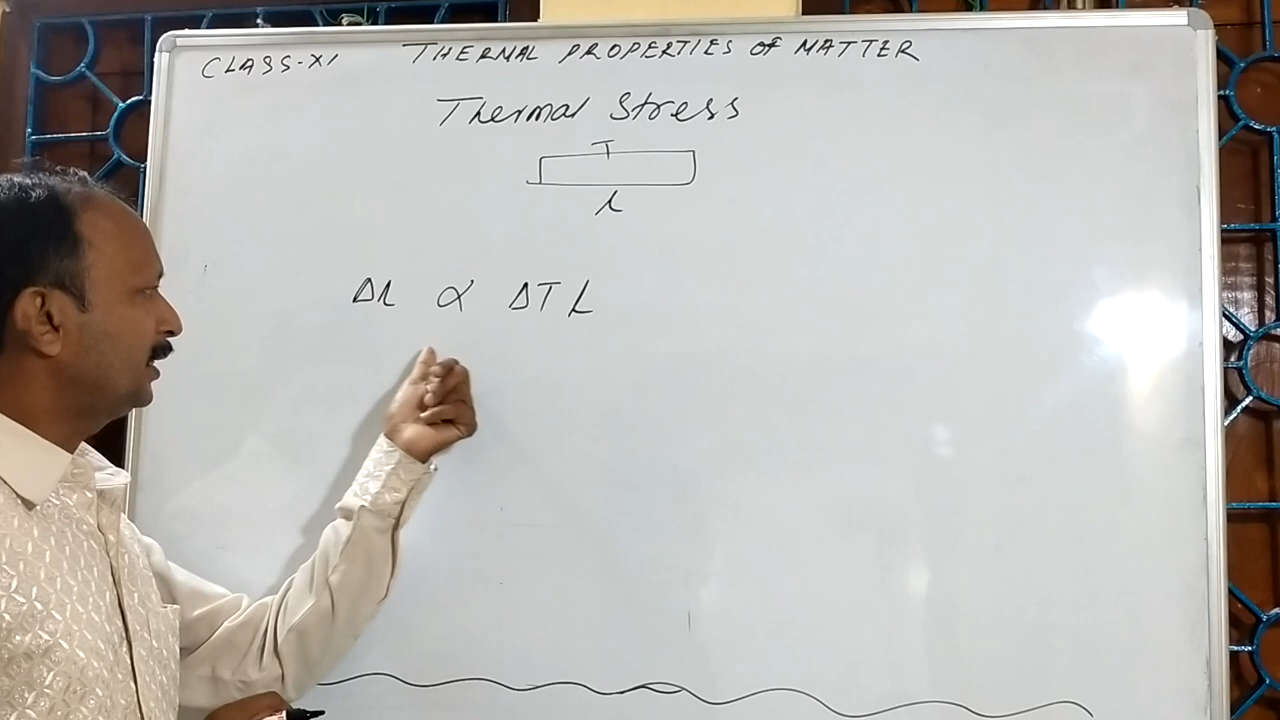 CLASS-XI THERMAL PROPERTIES OF MATTER
Thermal Stress
T
l
Δl ∝ ΔT L